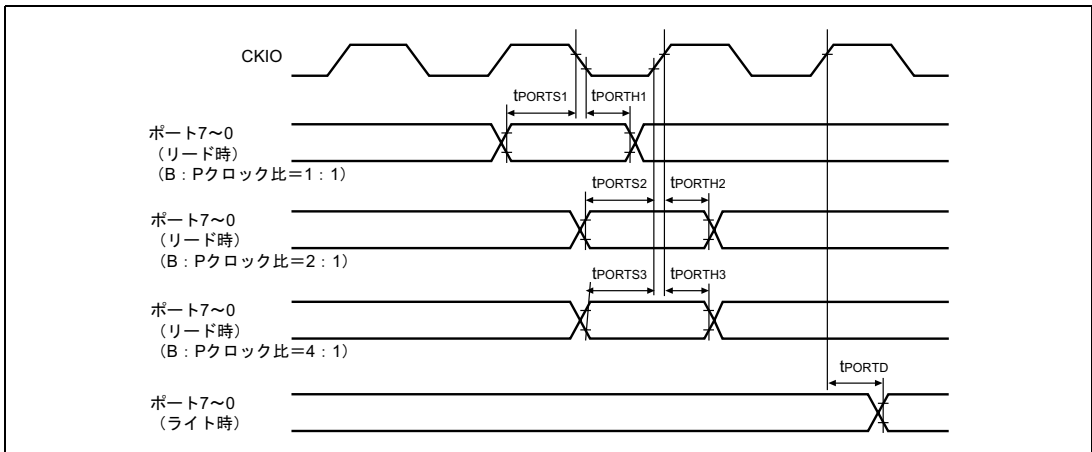 CKIO
tPORTS1
tPORTH1
ポート7～0
（リード時）
（B：Pクロック比＝1：1）
tPORTS2
tPORTH2
ポート7～0
（リード時）
（B：Pクロック比＝2：1）
tPORTS3
tPORTH3
ポート7～0
（リード時）
（B：Pクロック比＝4：1）
tPORTD
ポート7～0
（ライト時）